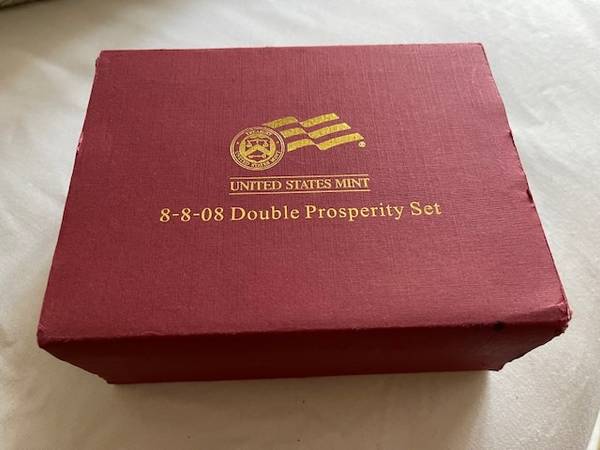 UNITED STATES MINT
8-8-08 Double Prosperity Set